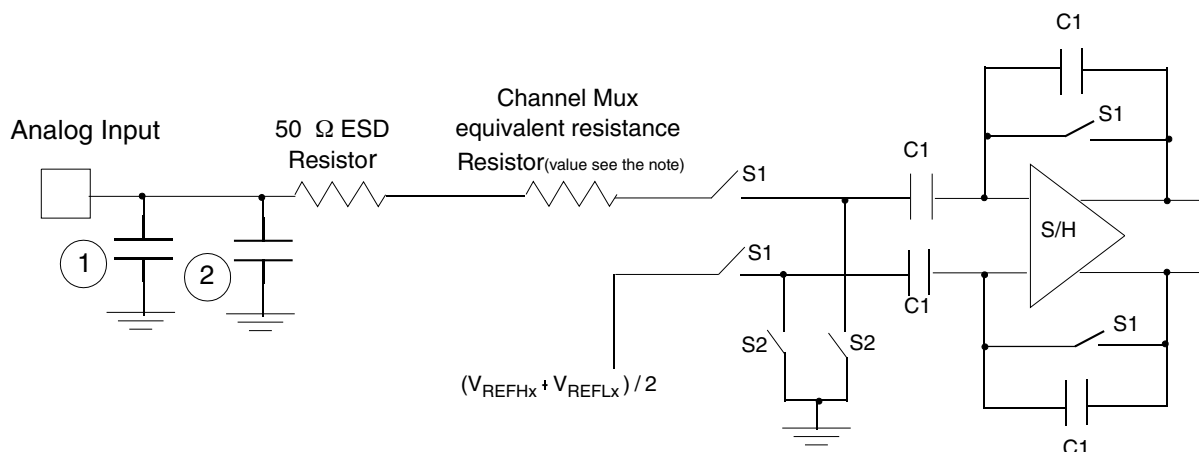 C1
Channel Mux
equivalent resistance
Resistor(value see the note)
50 Ω ESD
Resistor
Analog Input
S1
C1
S1
S/H
1
2
S1
C1
S1
S2
S2
(VREFHx + VREFLx) / 2
C1